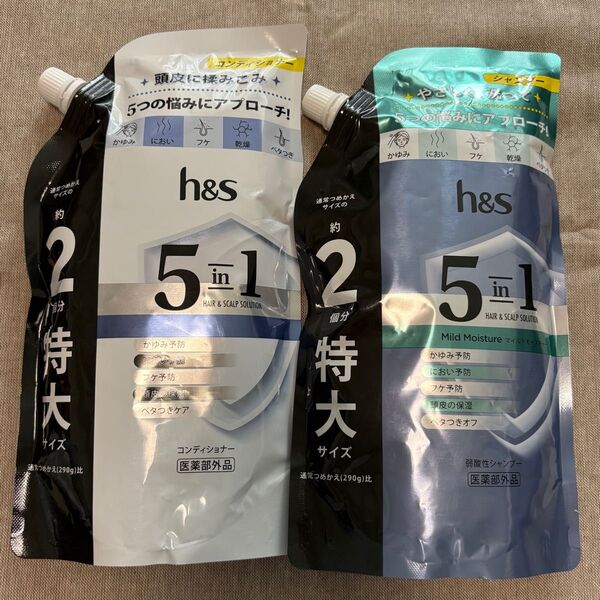 コンディショナー
頭皮に揉みこみ
5つの悩みにアプローチ!
かゆみ
におい
フケ
乾燥
ベタつき
h&s
5 in 1
HAIR & SCALP SOLUTION
かゆみ予防
フケ予防
ベタつきケア
コンディショナー
医薬部外品
通常つめかえ
サイズの
約
2
個分
特大
サイズ
通常つめかえ(290g)比
シャンプー
5つの悩みにアプローチ!
かゆみ
におい
フケ
乾燥
ベタつき
h&s
5 in 1
HAIR & SCALP SOLUTION
Mild Moisture
かゆみ予防
におい予防
フケ予防
頭皮の保湿
ベタつきオフ
弱酸性シャンプー
医薬部外品
通常つめかえ
サイズの
約
2
個分
特大
サイズ
通常つめかえ(290g)比